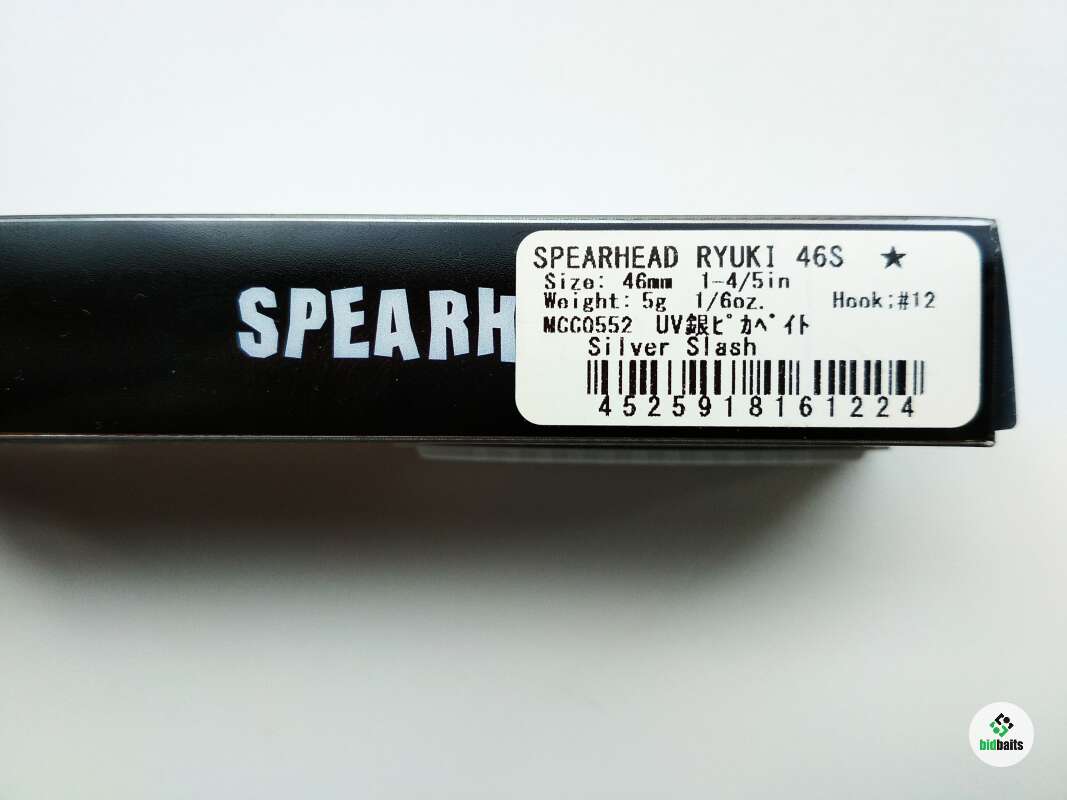 SPEARH
SPEARHEAD RYUKI 46S ★
Size: 46mm 1-4/5in
Weight: 5g 1/6oz. Hook:#12
MCC0552 UV銀ﾋﾟｶﾍﾞｲﾄ
Silver Slash
4525918161224
bidbaits